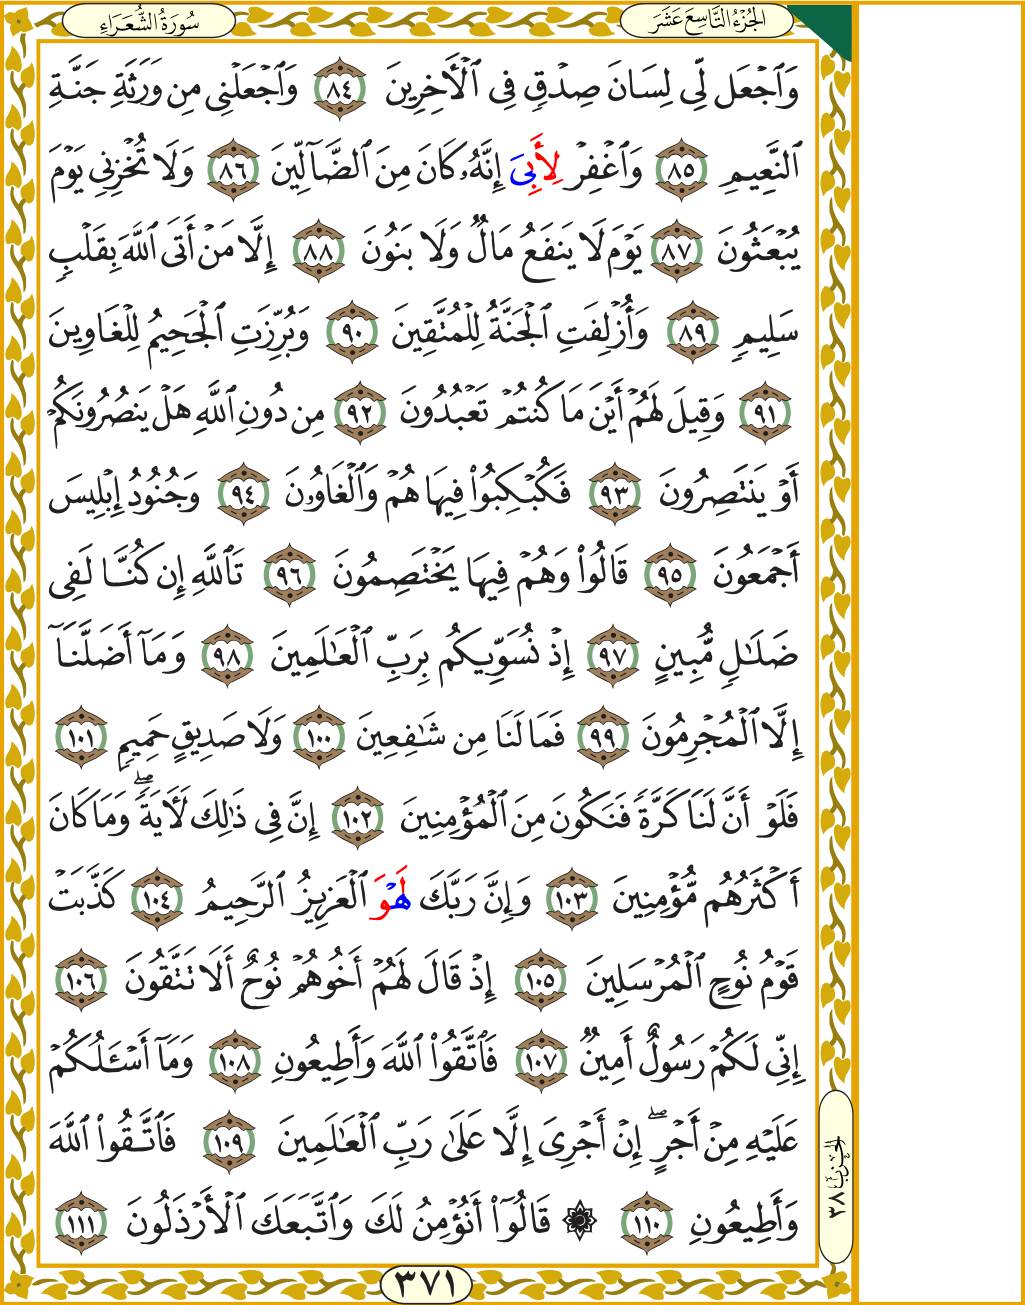 سُورَةُ الشُّعَرَاءِ
الجُزْءُ التَّاسِعَ عَشَرَ
وَٱجْعَل لِّى لِسَانَ صِدْقٍ فِى ٱلْأَخِرِينَ ٨٤ وَٱجْعَلْنِى مِن وَرَثَةِ جَنَّةِ
ٱلنَّعِيمِ ٨٥ وَٱغْفِرْ لِأَبِىَ إِنَّهُۥ كَانَ مِنَ ٱلضَّآلِّينَ ٨٦ وَلَا تُخْزِنِى يَوْمَ
يُبْعَثُونَ ٨٧ يَوْمَ لَا يَنفَعُ مَالٌ وَلَا بَنُونَ ٨٨ إِلَّا مَنْ أَتَى ٱللَّهَ بِقَلْبٍ
سَلِيمٍ ٨٩ وَأُزْلِفَتِ ٱلْجَنَّةُ لِلْمُتَّقِينَ ٩٠ وَبُرِّزَتِ ٱلْجَحِيمُ لِلْغَاوِينَ
٩١ وَقِيلَ لَهُمْ أَيْنَ مَا كُنتُمْ تَعْبُدُونَ ٩٢ مِن دُونِ ٱللَّهِ هَلْ يَنصُرُونَكُمْ
أَوْ يَنتَصِرُونَ ٩٣ فَكُبْكِبُوا۟ فِيهَا هُمْ وَٱلْغَاوُۥنَ ٩٤ وَجُنُودُ إِبْلِيسَ
أَجْمَعُونَ ٩٥ قَالُوا۟ وَهُمْ فِيهَا يَخْتَصِمُونَ ٩٦ تَٱللَّهِ إِن كُنَّا لَفِى
ضَلَـٰلٍ مُّبِينٍ ٩٧ إِذْ نُسَوِّيكُم بِرَبِّ ٱلْعَـٰلَمِينَ ٩٨ وَمَآ أَضَلَّنَآ
إِلَّا ٱلْمُجْرِمُونَ ٩٩ فَمَا لَنَا مِن شَـٰفِعِينَ ١٠٠ وَلَا صَدِيقٍ حَمِيمٍ ١٠١
فَلَوْ أَنَّ لَنَا كَرَّةً فَنَكُونَ مِنَ ٱلْمُؤْمِنِينَ ١٠٢ إِنَّ فِى ذَٰلِكَ لَأَيَةً ۖ وَمَا كَانَ
أَكْثَرُهُم مُّؤْمِنِينَ ١٠٣ وَإِنَّ رَبَّكَ لَهْوَ ٱلْعَزِيزُ ٱلرَّحِيمُ ١٠٤ كَذَّبَتْ
قَوْمُ نُوحٍ ٱلْمُرْسَلِينَ ١٠٥ إِذْ قَالَ لَهُمْ أَخُوهُمْ نُوحٌ أَلَا تَتَّقُونَ ١٠٦
إِنِّى لَكُمْ رَسُولٌ أَمِينٌ ١٠٧ فَٱتَّقُوا۟ ٱللَّهَ وَأَطِيعُونِ ١٠٨ وَمَآ أَسْـَٔلُكُمْ
عَلَيْهِ مِنْ أَجْرٍ ۖ إِنْ أَجْرِىَ إِلَّا عَلَىٰ رَبِّ ٱلْعَـٰلَمِينَ ١٠٩ فَٱتَّقُوا۟ ٱللَّهَ
وَأَطِيعُونِ ١١٠ ۞ قَالُوٓا۟ أَنُؤْمِنُ لَكَ وَٱتَّبَعَكَ ٱلْأَرْذَلُونَ ١١١
الحزب ٣٨
٣٧١